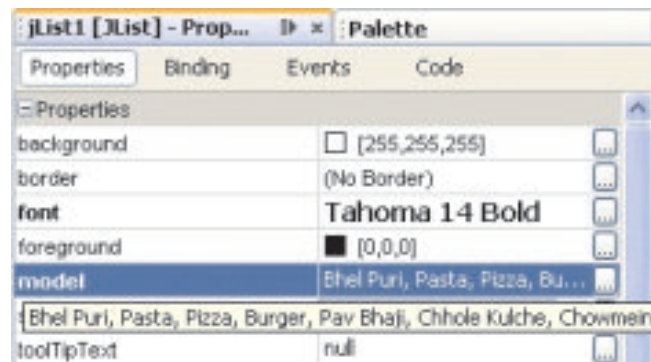 jList1 [JList] - Prop... Palette
Properties Binding Events Code
Properties
background [255,255,255] ...
border (No Border) ...
font Tahoma 14 Bold ...
foreground [0,0,0] ...
model Bhel Puri, Pasta, Pizza, Bu... ...
Bhel Puri, Pasta, Pizza, Burger, Pav Bhaji, Chhole Kulche, Chowmein
toolTipText null ...